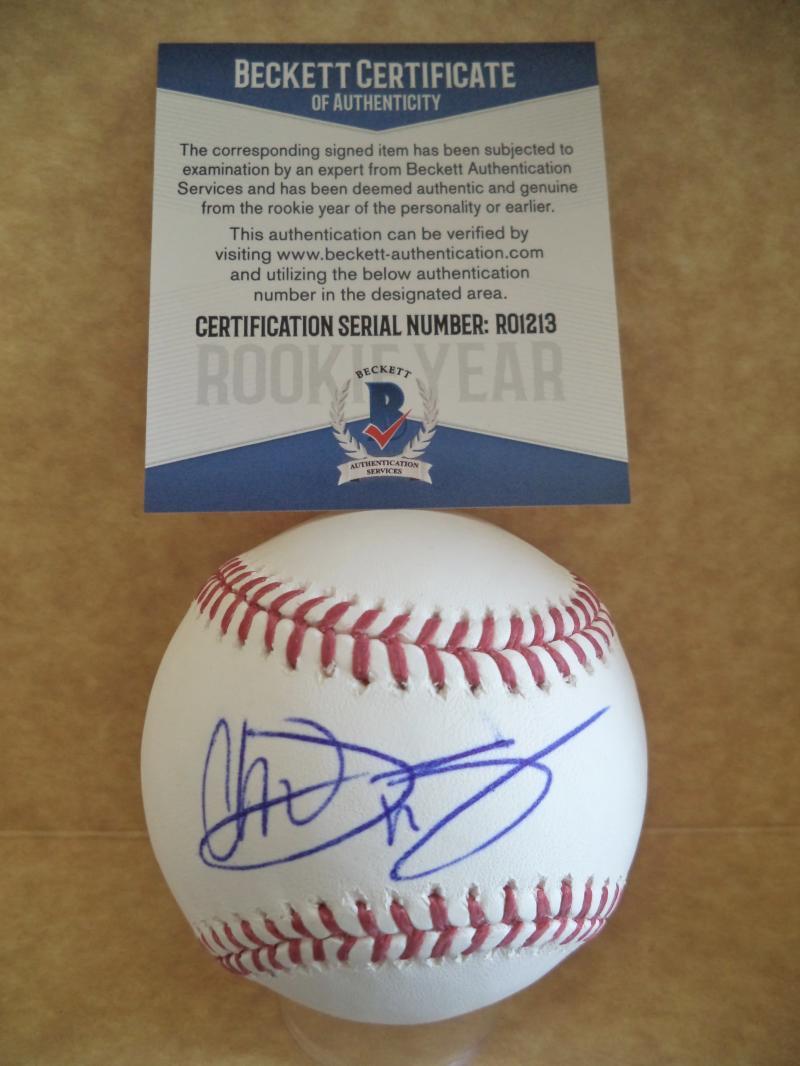 BECKETT CERTIFICATE
OF AUTHENTICITY
The corresponding signed item has been subjected to
examination by an expert from Beckett Authentication
Services and has been deemed authentic and genuine
from the rookie year of the personality or earlier.
This authentication can be verified by
visiting www.beckett-authentication.com
and utilizing the below authentication
number in the designated area.
CERTIFICATION SERIAL NUMBER: R01213
ROOKIE YEAR
BECKETT
B
AUTHENTICATION
SERVICES